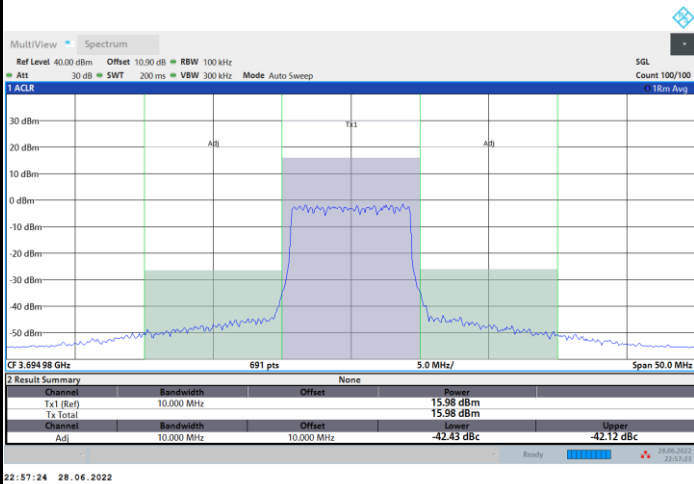 MultiView Spectrum
Ref Level 40.00 dBm Offset 10.90 dB RBW 100 kHz SGL
Att 30 dB SWT 200 ms VBW 300 kHz Mode Auto Sweep Count 100/100
1 ACLR 1Rm Avg
Tx1
Adj Adj
30 dBm
20 dBm
10 dBm
0 dBm
-10 dBm
-20 dBm
-30 dBm
-40 dBm
-50 dBm
CF 3.694 98 GHz 691 pts 5.0 MHz/ Span 50.0 MHz
2 Result Summary None
Channel Bandwidth Offset Power
Tx1 (Ref) 10.000 MHz 15.98 dBm
Tx Total 15.98 dBm
Channel Bandwidth Offset Lower Upper
Adj 10.000 MHz 10.000 MHz -42.43 dBc -42.12 dBc
Ready 28.06.2022
22:57:23
22:57:24 28.06.2022